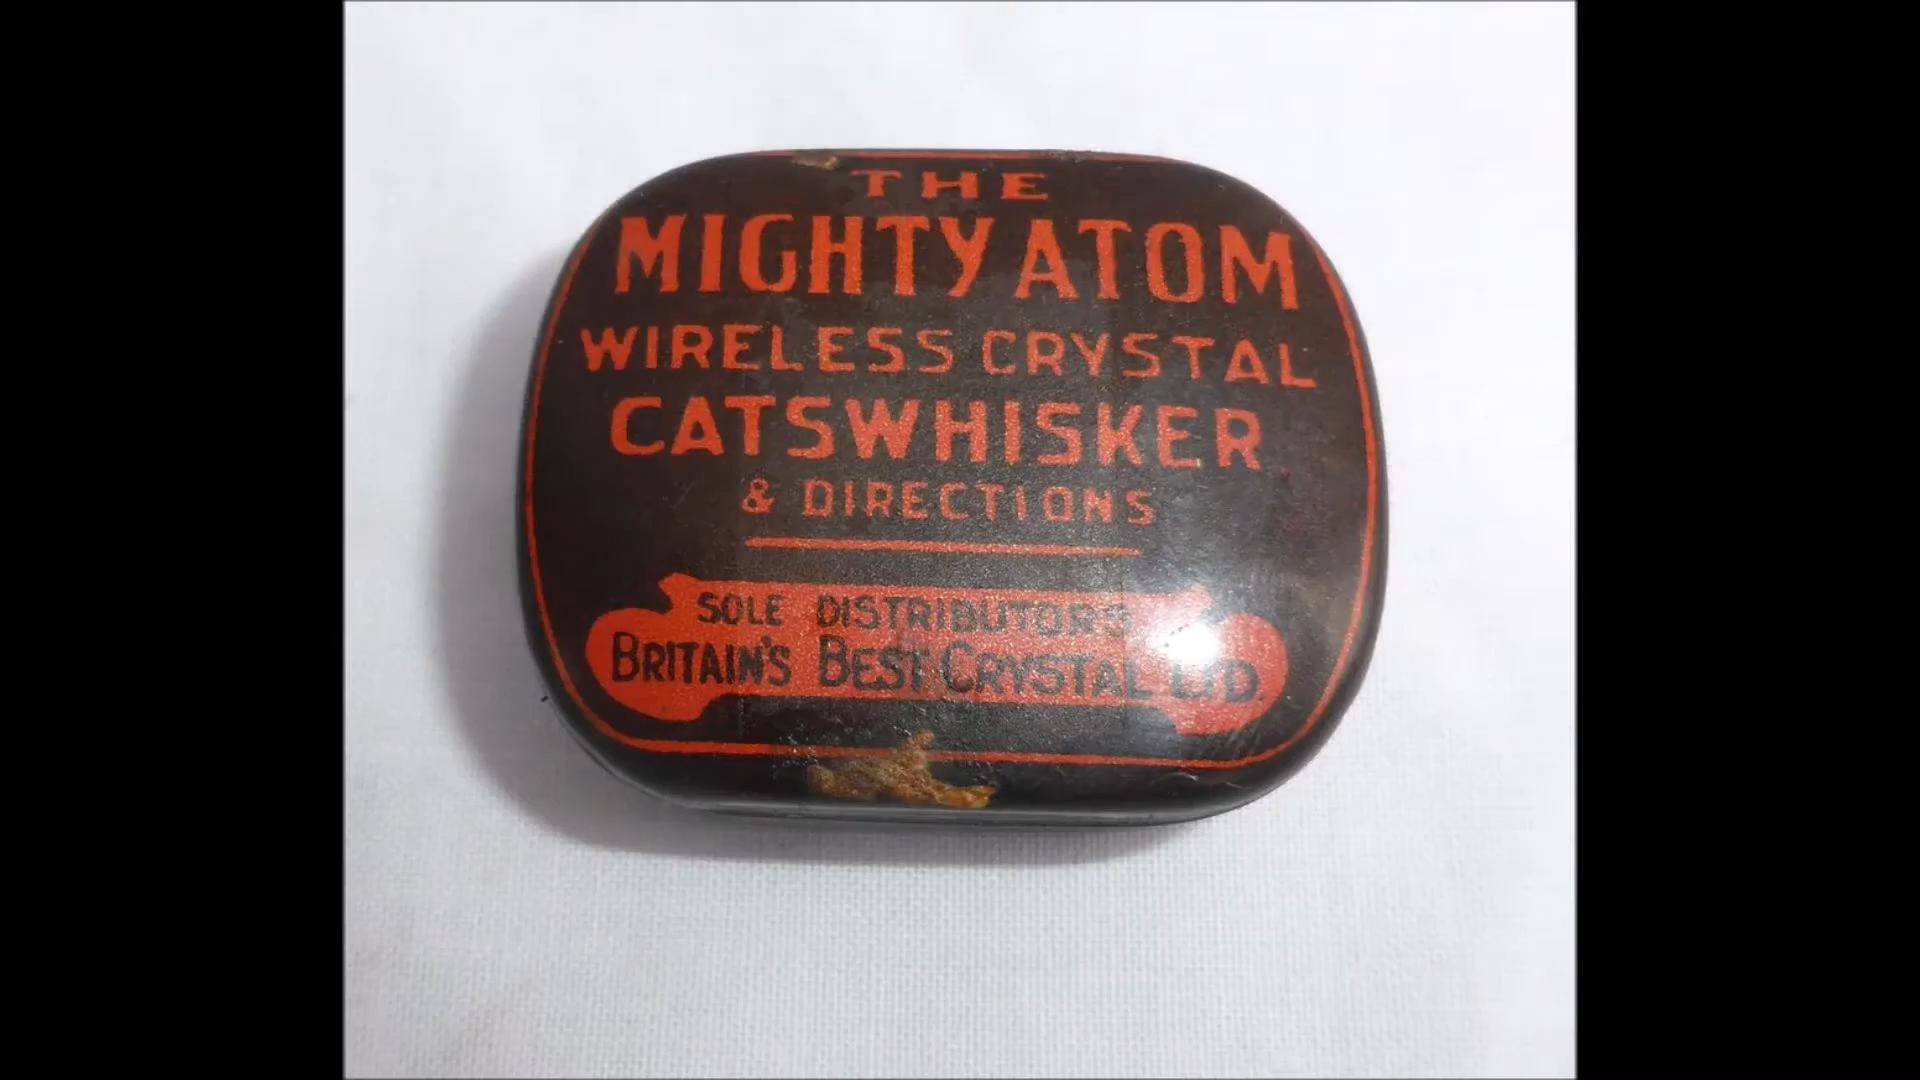 THE
MIGHTY ATOM
WIRELESS CRYSTAL
CATSWHISKER
& DIRECTIONS
SOLE DISTRIBUTORS
BRITAIN'S BEST CRYSTAL LTD.